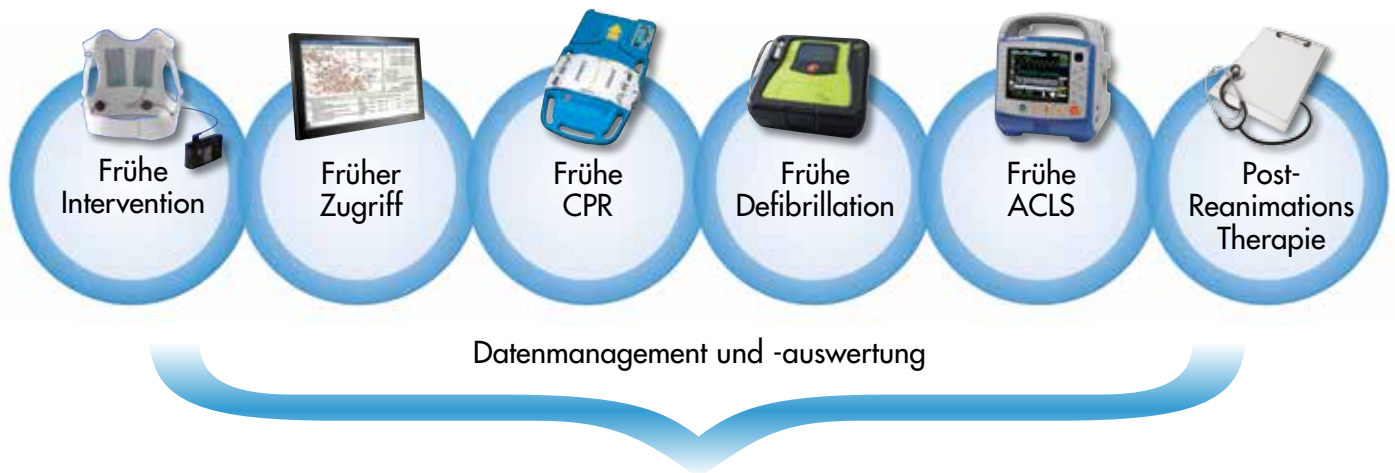 Frühe
Intervention
Früher
Zugriff
Frühe
CPR
Frühe
Defibrillation
Frühe
ACLS
Post-
Reanimations
Therapie
Datenmanagement und -auswertung